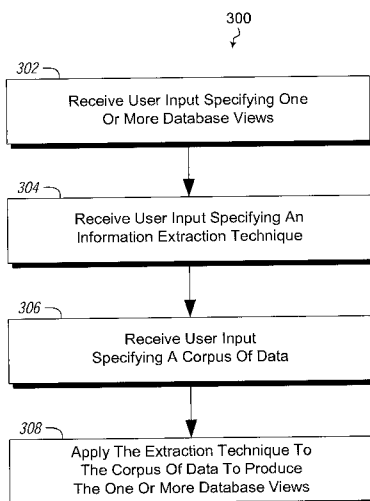 300
302
Receive User Input Specifying One
Or More Database Views
304
Receive User Input Specifying An
Information Extraction Technique
306
Receive User Input
Specifying A Corpus Of Data
308
Apply The Extraction Technique To
The Corpus Of Data To Produce
The One Or More Database Views